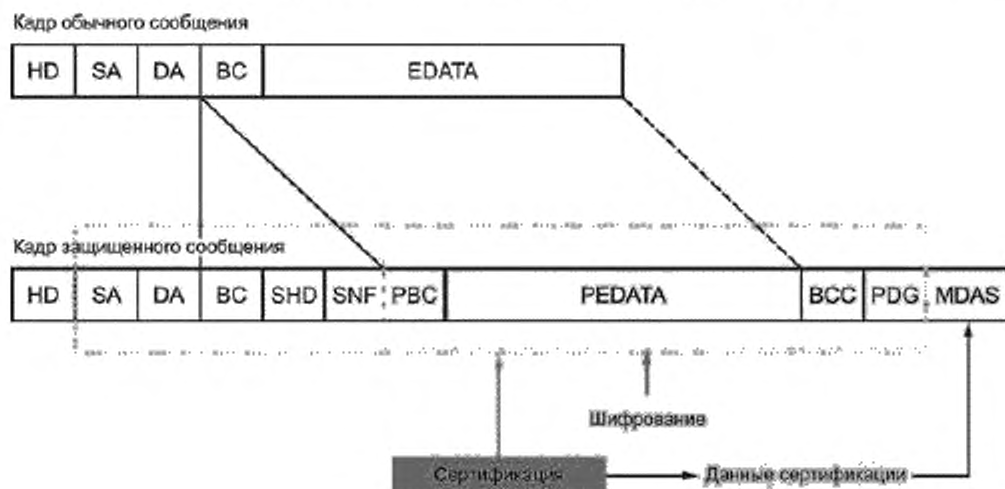 Кадр обычного сообщения
HD SA DA BC EDATA
Кадр защищенного сообщения
HD SA DA BC SHD SNF PBC PEDATA BCC PDG MDAS
Шифрование
Сертификация Данные сертификации